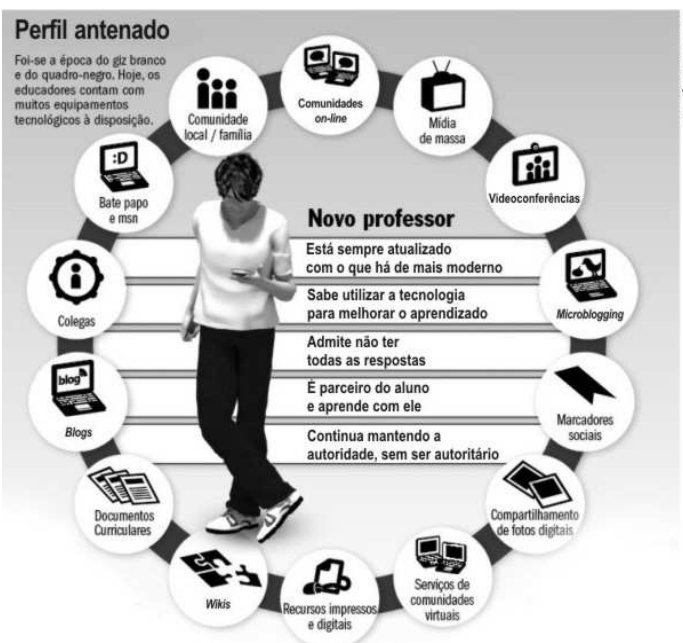 Perfil antenado
Foi-se a época do giz branco
e do quadro-negro. Hoje, os
educadores contam com
muitos equipamentos
tecnológicos à disposição.
Comunidade
local / família
Comunidades
on-line
Mídia
de massa
Videoconferências
:D
Bate papo
e msn
Novo professor
Está sempre atualizado
com o que há de mais moderno
Sabe utilizar a tecnologia
para melhorar o aprendizado
Admite não ter
todas as respostas
É parceiro do aluno
e aprende com ele
Continua mantendo a
autoridade, sem ser autoritário
Colegas
Microblogging
blog
Blogs
Marcadores
sociais
Documentos
Curriculares
Compartilhamento
de fotos digitais
Wikis
Recursos impressos
e digitais
Serviços de
comunidades
virtuais